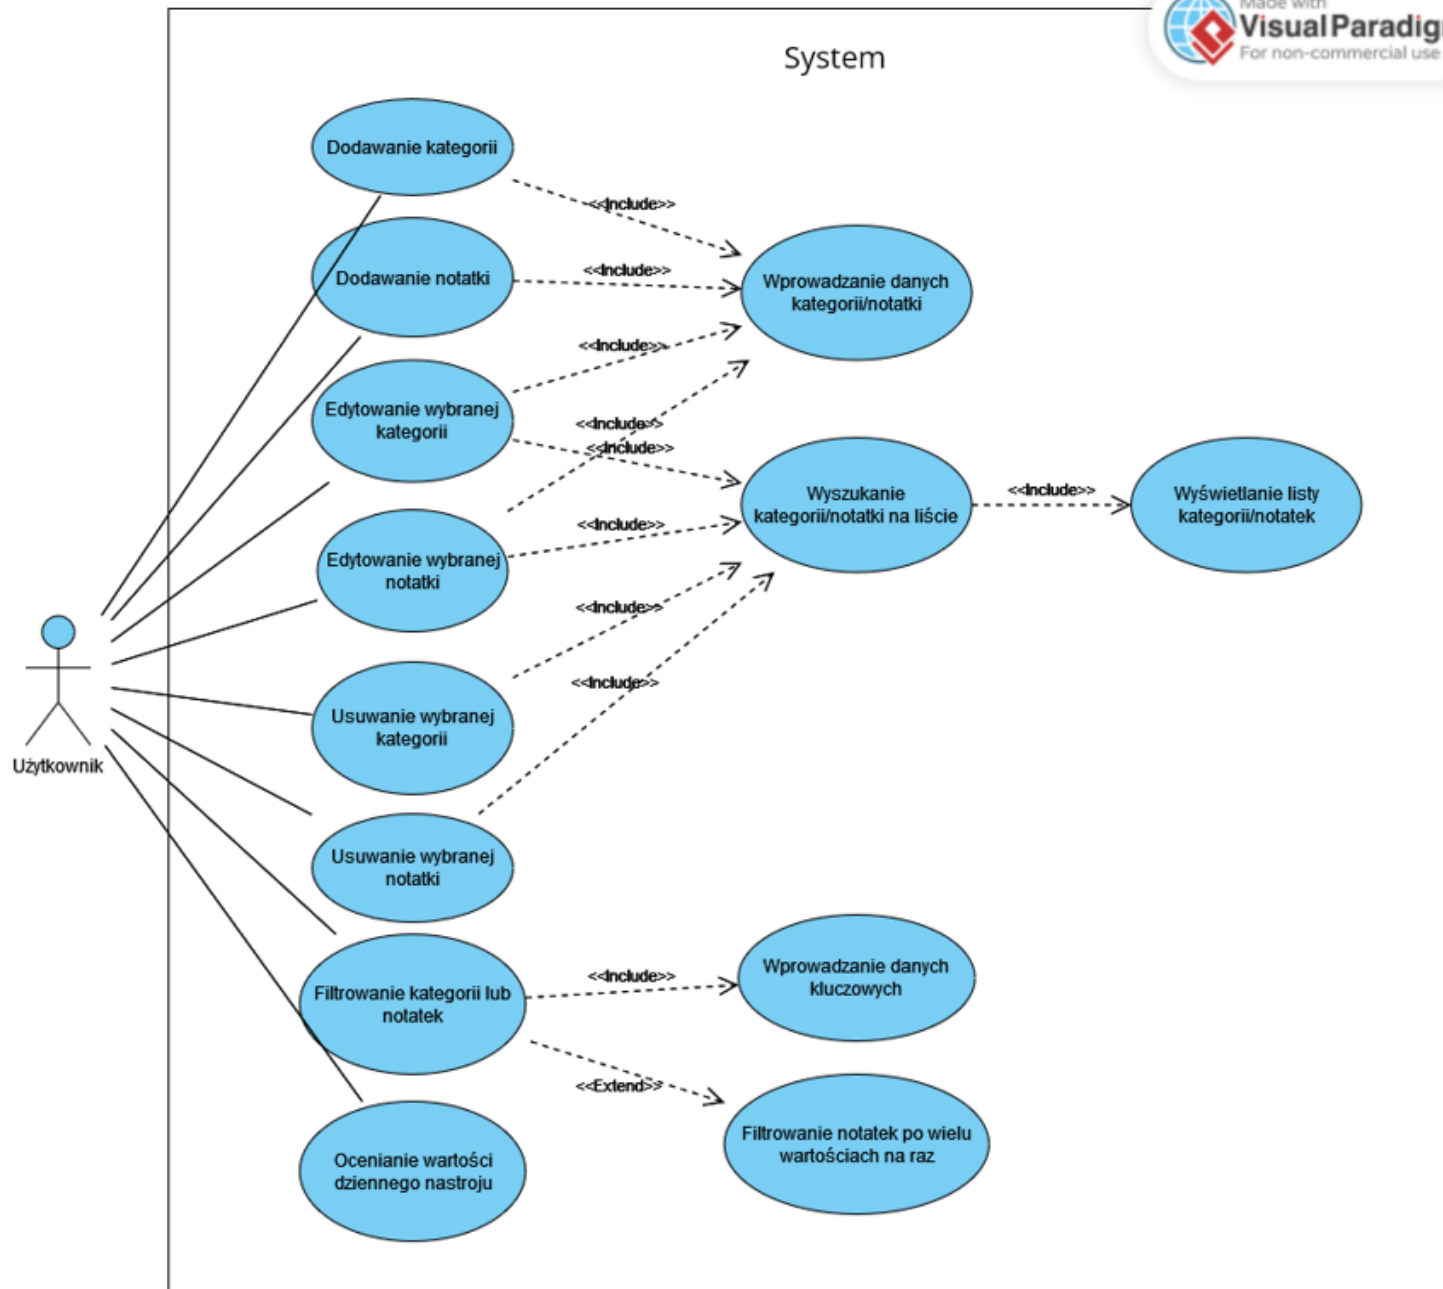 Made with
VisualParadig
For non-commercial use
System
Dodawanie kategorii
<<Include>>
Dodawanie notatki
<<Include>>
Wprowadzanie danych
kategorii/notatki
<<Include>>
Edytowanie wybranej
kategorii
<<Include>>
<<Include>>
Wyszukanie
kategorii/notatki na liście
<<Include>>
Wyświetlanie listy
kategorii/notatek
<<Include>>
Edytowanie wybranej
notatki
<<Include>>
Użytkownik
<<Include>>
Usuwanie wybranej
kategorii
Usuwanie wybranej
notatki
Filtrowanie kategorii lub
notatek
<<Include>>
Wprowadzanie danych
kluczowych
<<Extend>>
Filtrowanie notatek po wielu
wartościach na raz
Ocenianie wartości
dziennego nastroju